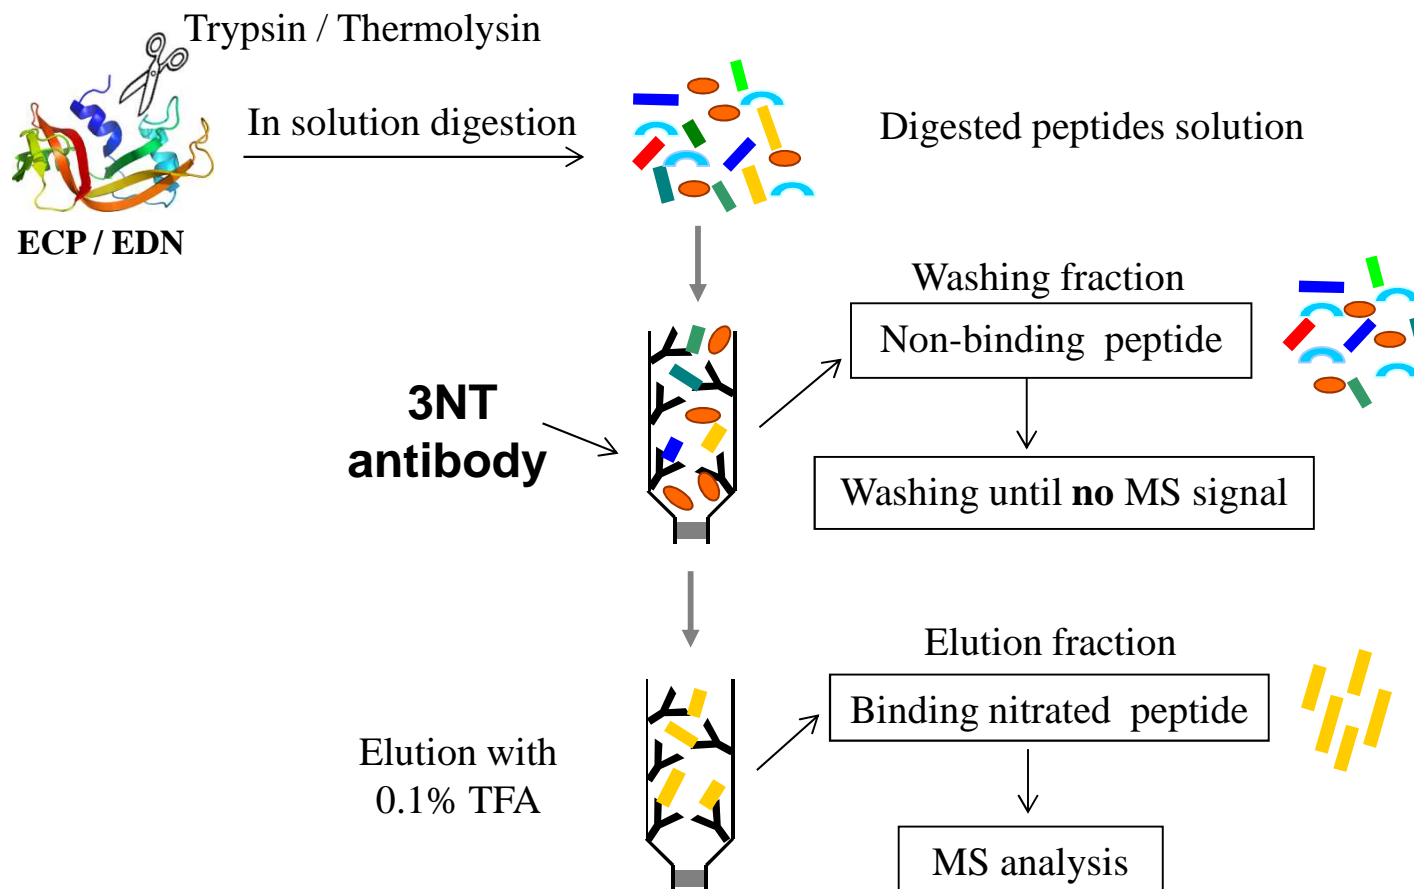 Trypsin / Thermolysin
In solution digestion
Digested peptides solution
ECP / EDN
Washing fraction
Non-binding peptide
3NT
antibody
Washing until no MS signal
Elution fraction
Binding nitrated peptide
Elution with
0.1% TFA
MS analysis